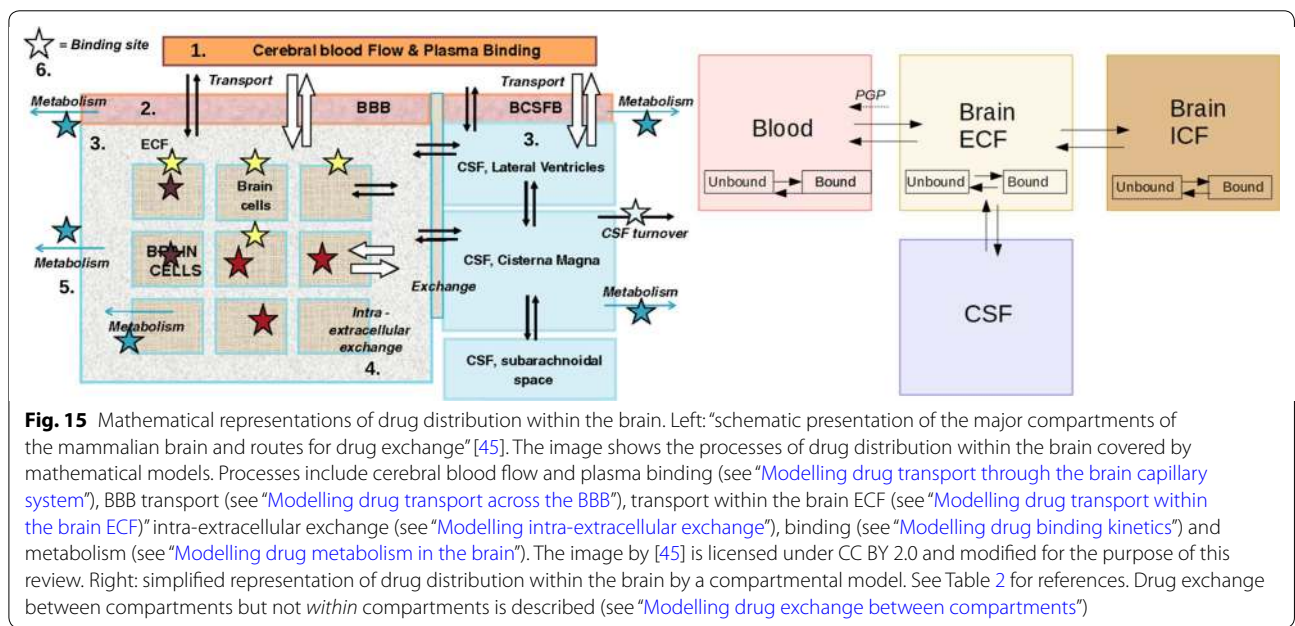 = Binding site
6.
1. Cerebral blood Flow & Plasma Binding
Transport
Transport
Metabolism
2.
BBB
BCSFB
Metabolism
3.
ECF
3.
CSF, Lateral Ventricles
Brain
cells
CSF turnover
BRAIN
CELLS
Metabolism
5.
CSF, Cisterna Magna
Exchange
Metabolism
Metabolism
Intra -
extracellular
exchange
4.
CSF, subarachnoidal
space
PGP
Blood
Unbound
Bound
Brain
ECF
Unbound
Bound
Brain
ICF
Unbound
Bound
CSF
Fig. 15 Mathematical representations of drug distribution within the brain. Left: “schematic presentation of the major compartments of
the mammalian brain and routes for drug exchange” [45]. The image shows the processes of drug distribution within the brain covered by
mathematical models. Processes include cerebral blood flow and plasma binding (see “Modelling drug transport through the brain capillary
system”), BBB transport (see “Modelling drug transport across the BBB”), transport within the brain ECF (see “Modelling drug transport within
the brain ECF)” intra-extracellular exchange (see “Modelling intra-extracellular exchange”), binding (see “Modelling drug binding kinetics”) and
metabolism (see “Modelling drug metabolism in the brain”). The image by [45] is licensed under CC BY 2.0 and modified for the purpose of this
review. Right: simplified representation of drug distribution within the brain by a compartmental model. See Table 2 for references. Drug exchange
between compartments but not within compartments is described (see “Modelling drug exchange between compartments”)